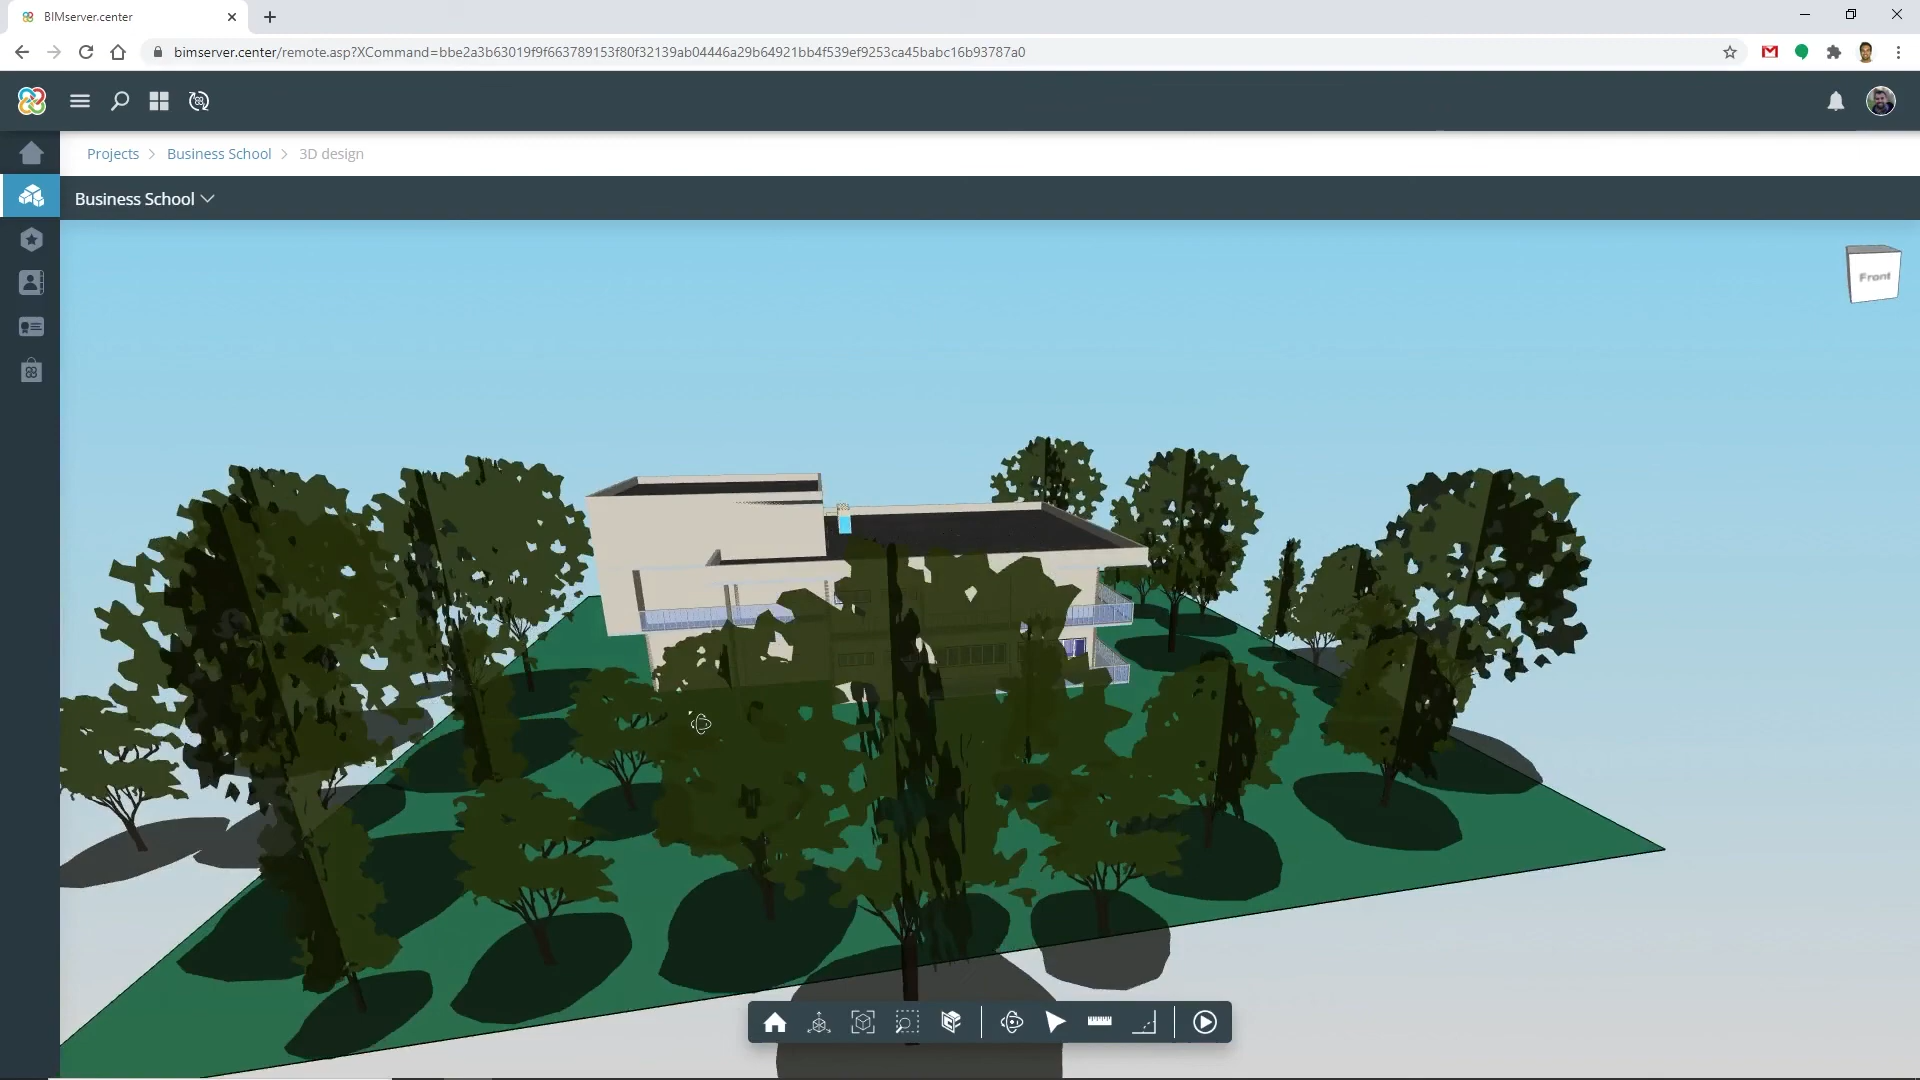 BIMserver.center
bimserver.center/remote.asp?XCommand=bbe2a3b63019f9f663789153f80f32139ab04446a29b64921bb4f539ef9253ca45babc16b93787a0
Projects > Business School > 3D design
Business School
Front